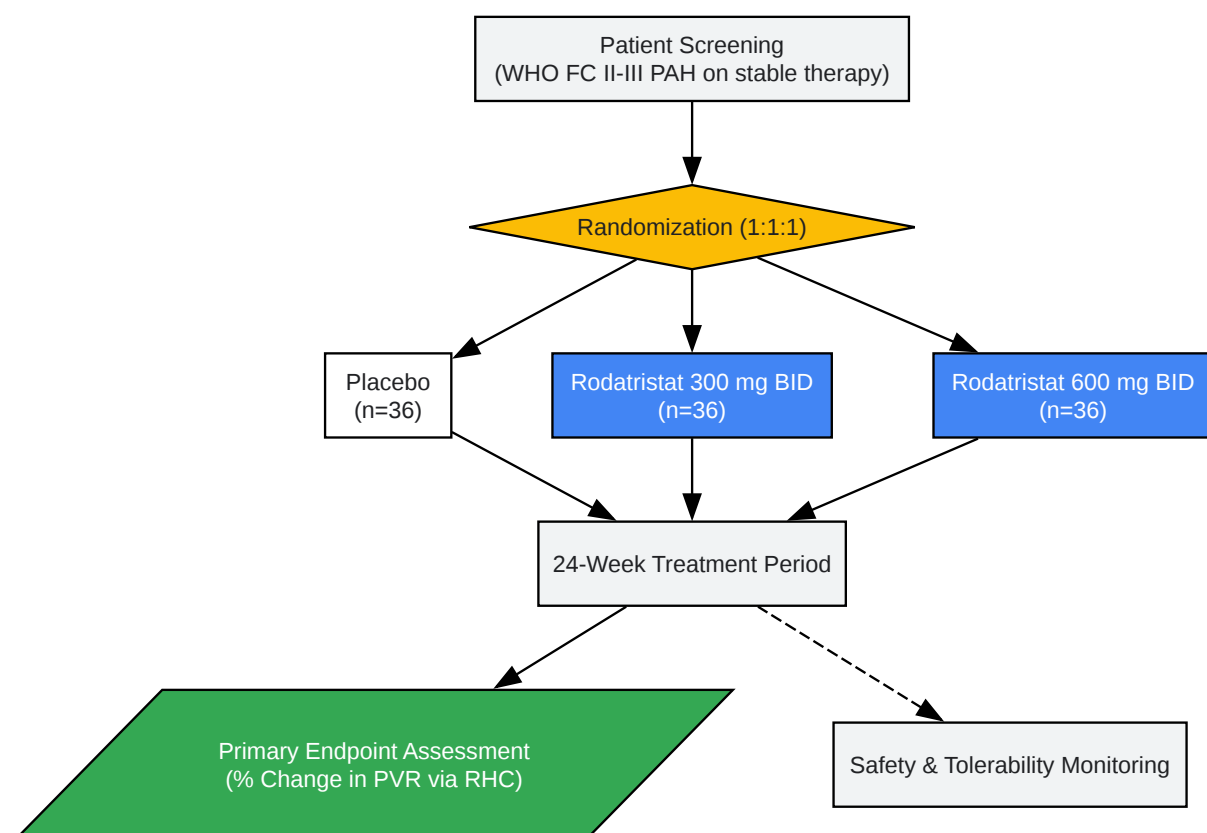 Patient Screening
(WHO FC II-III PAH on stable therapy)
Randomization (1:1:1)
Placebo
(n=36)
Rodatristat 300 mg BID
(n=36)
Rodatristat 600 mg BID
(n=36)
24-Week Treatment Period
Primary Endpoint Assessment
(% Change in PVR via RHC)
Safety & Tolerability Monitoring